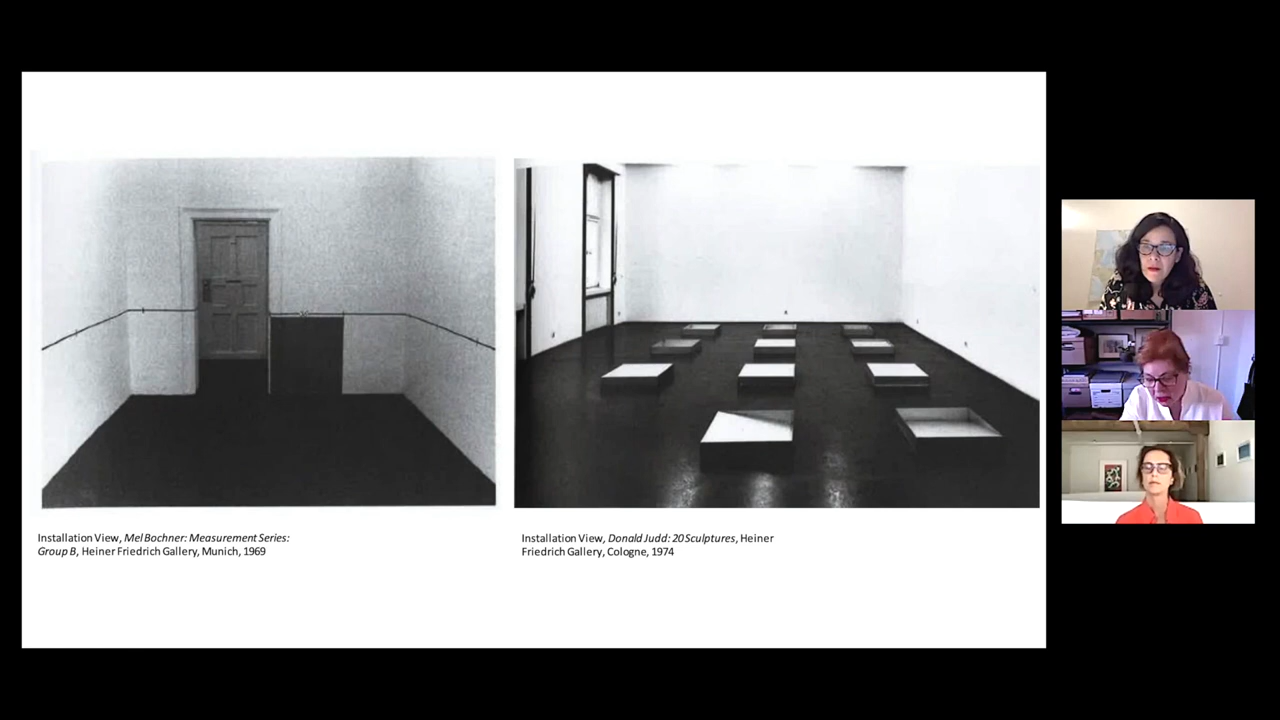 Installation View, Mel Bochner: Measurement Series:
Group B, Heiner Friedrich Gallery, Munich, 1969
Installation View, Donald Judd: 20 Sculptures, Heiner
Friedrich Gallery, Cologne, 1974